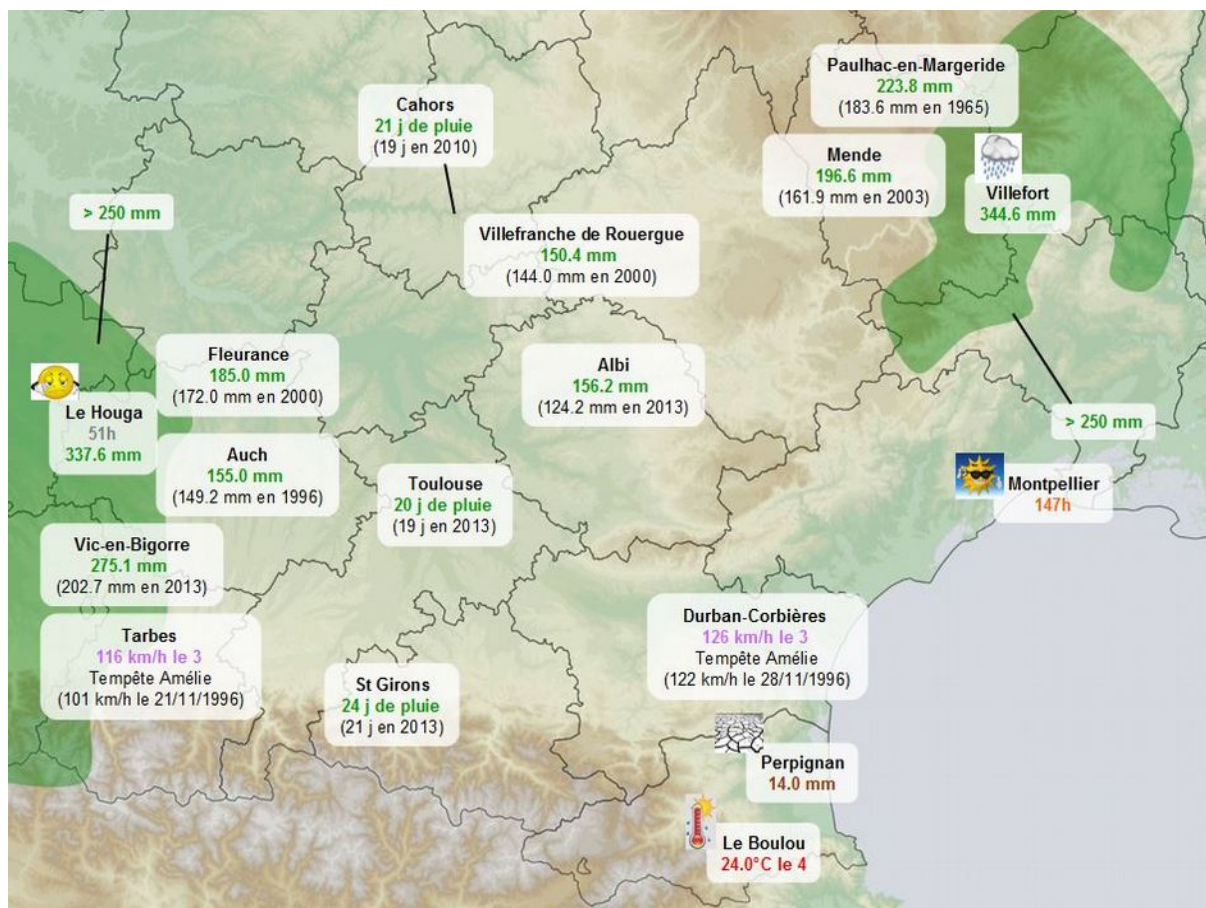 Paulhac-en-Margeride
223.8 mm
(183.6 mm en 1965)
Cahors
21 j de pluie
(19 j en 2010)
Mende
196.6 mm
(161.9 mm en 2003)
Villefort
344.6 mm
> 250 mm
Villefranche de Rouergue
150.4 mm
(144.0 mm en 2000)
Fleurance
185.0 mm
(172.0 mm en 2000)
Albi
156.2 mm
(124.2 mm en 2013)
Le Houga
51h
337.6 mm
> 250 mm
Auch
155.0 mm
(149.2 mm en 1996)
Toulouse
20 j de pluie
(19 j en 2013)
Montpellier
147h
Vic-en-Bigorre
275.1 mm
(202.7 mm en 2013)
Tarbes
116 km/h le 3
Tempête Amélie
(101 km/h le 21/11/1996)
Durban-Corbières
126 km/h le 3
Tempête Amélie
(122 km/h le 28/11/1996)
St Girons
24 j de pluie
(21 j en 2013)
Perpignan
14.0 mm
Le Boulou
24.0°C le 4